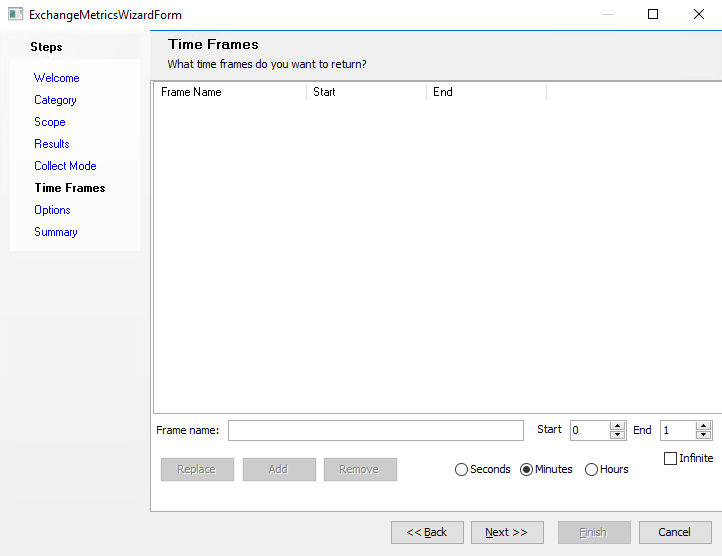 ExchangeMetricsWizardForm
Steps
Welcome
Category
Scope
Results
Collect Mode
Time Frames
Options
Summary
Time Frames
What time frames do you want to return?
Frame Name Start End
Frame name: Start 0 End 1
Replace Add Remove Seconds Minutes Hours Infinite
<< Back Next >> Finish Cancel